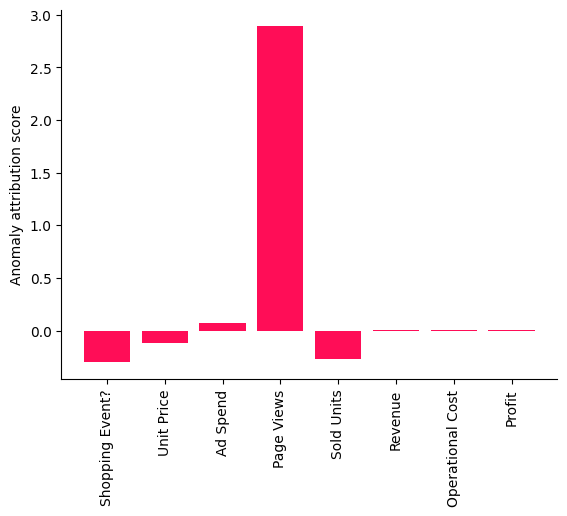 Anomaly attribution score
3.0
2.5
2.0
1.5
1.0
0.5
0.0
Shopping Event?
Unit Price
Ad Spend
Page Views
Sold Units
Revenue
Operational Cost
Profit